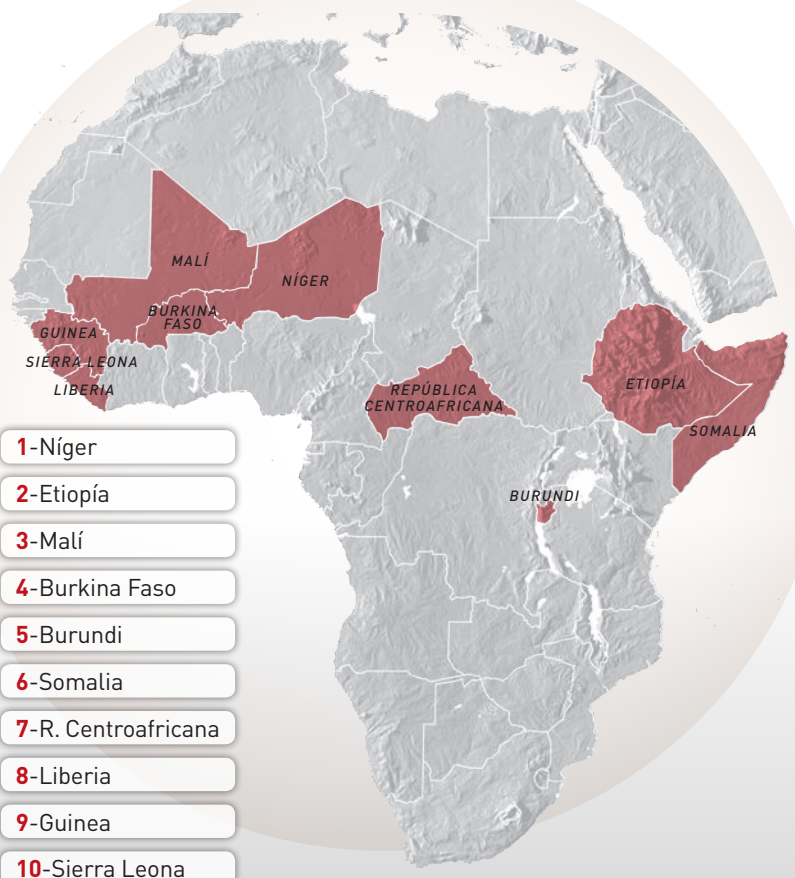 MALÍ
NÍGER
BURKINA
FASO
GUINEA
SIERRA LEONA
LIBERIA
REPÚBLICA
CENTROAFRICANA
ETIOPÍA
SOMALIA
BURUNDI
1-Níger
2-Etiopía
3-Malí
4-Burkina Faso
5-Burundi
6-Somalia
7-R. Centroafricana
8-Liberia
9-Guinea
10-Sierra Leona